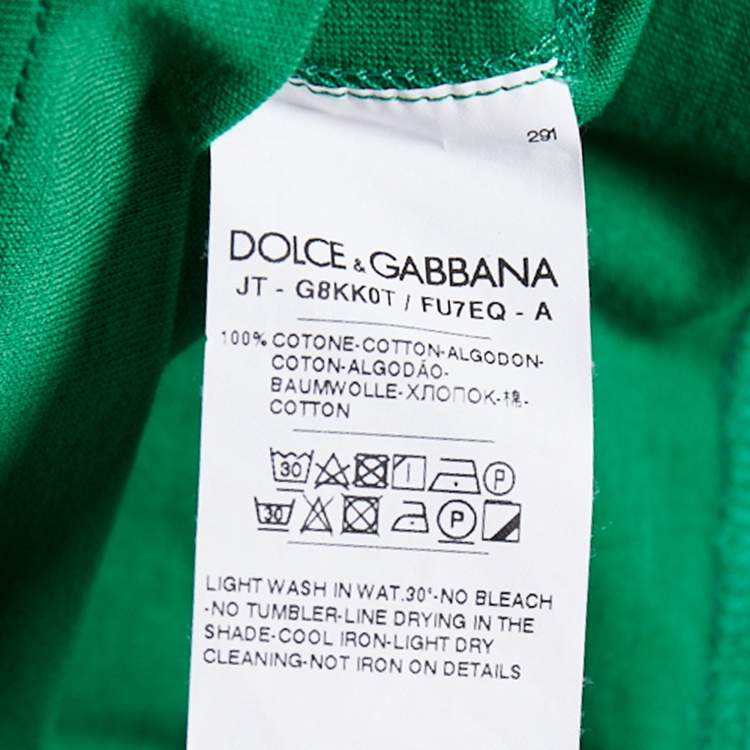 291
DOLCE & GABBANA
JT - G8KK0T / FU7EQ - A
100% COTONE-COTTON-ALGODON-
COTON-ALGODÃO-
BAUMWOLLE-ХЛОПОК-棉-
COTTON
30 P
30 P
LIGHT WASH IN WAT.30°-NO BLEACH
-NO TUMBLER-LINE DRYING IN THE
SHADE-COOL IRON-LIGHT DRY
CLEANING-NOT IRON ON DETAILS